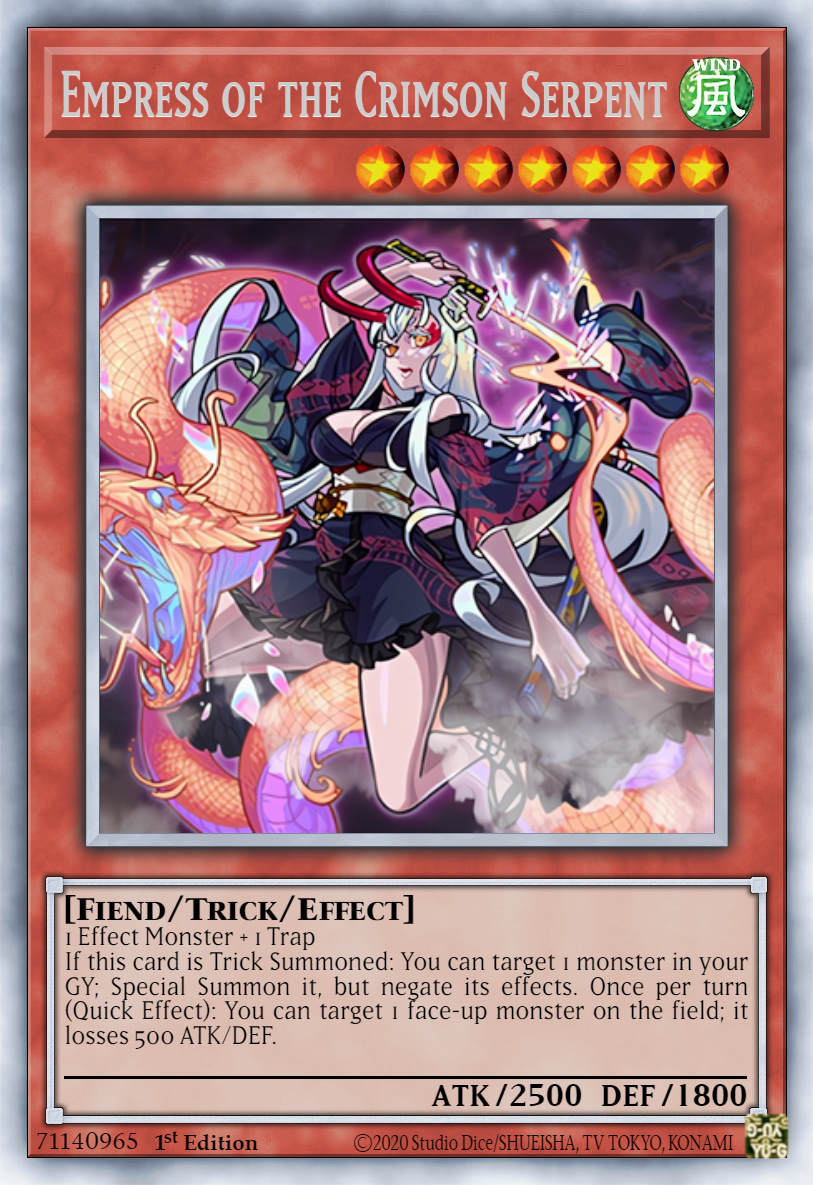 Empress of the Crimson Serpent
WIND
風
[Fiend/Trick/Effect]
1 Effect Monster + 1 Trap
If this card is Trick Summoned: You can target 1 monster in your
GY; Special Summon it, but negate its effects. Once per turn
(Quick Effect): You can target 1 face-up monster on the field; it
losses 500 ATK/DEF.
ATK/2500 DEF/1800
71140965 1st Edition ©2020 Studio Dice/SHUEISHA, TV TOKYO, KONAMI